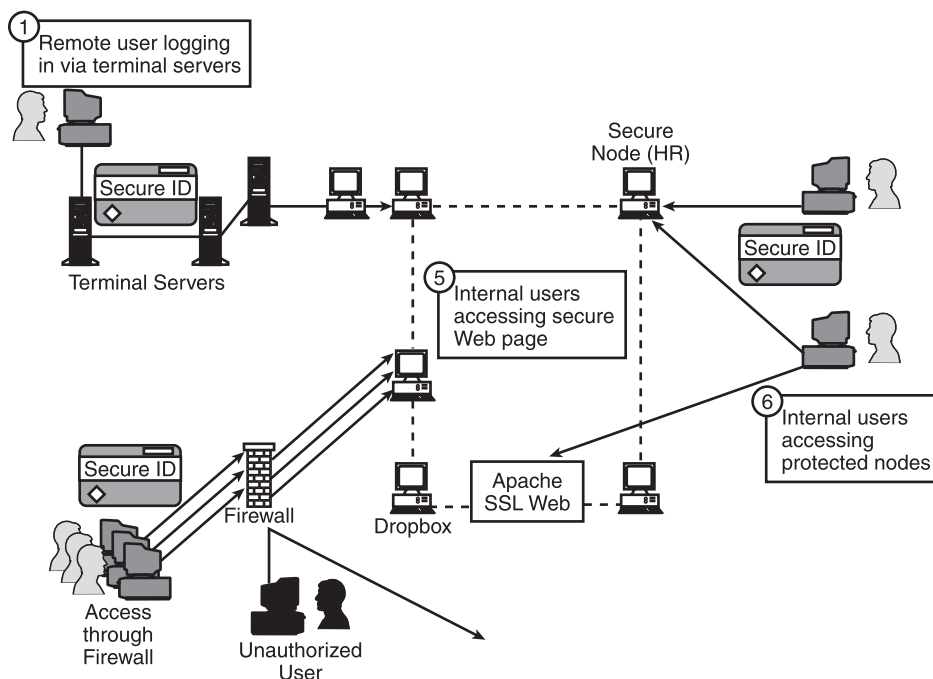 1
Remote user logging
in via terminal servers
Secure ID
Terminal Servers
Secure
Node (HR)
Secure ID
5
Internal users
accessing secure
Web page
6
Internal users
accessing
protected nodes
Secure ID
Firewall
Dropbox
Apache
SSL Web
Access
through
Firewall
Unauthorized
User